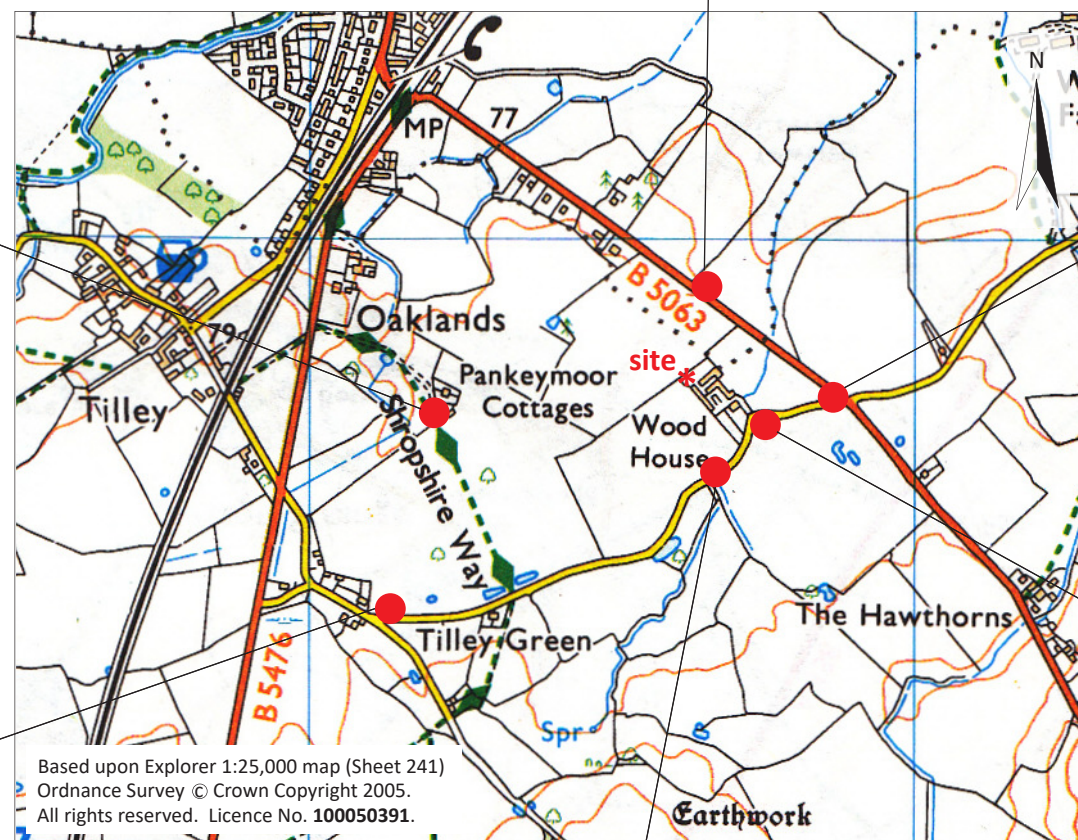 N
MP
77
B 5063
Oaklands
79
site *
Pankeymoor
Cottages
Tilley
Shropshire Way
Wood
House
The Hawthorns
Tilley Green
B 5476
Spr
Earthwork
Based upon Explorer 1:25,000 map (Sheet 241)
Ordnance Survey © Crown Copyright 2005.
All rights reserved. Licence No. 100050391.